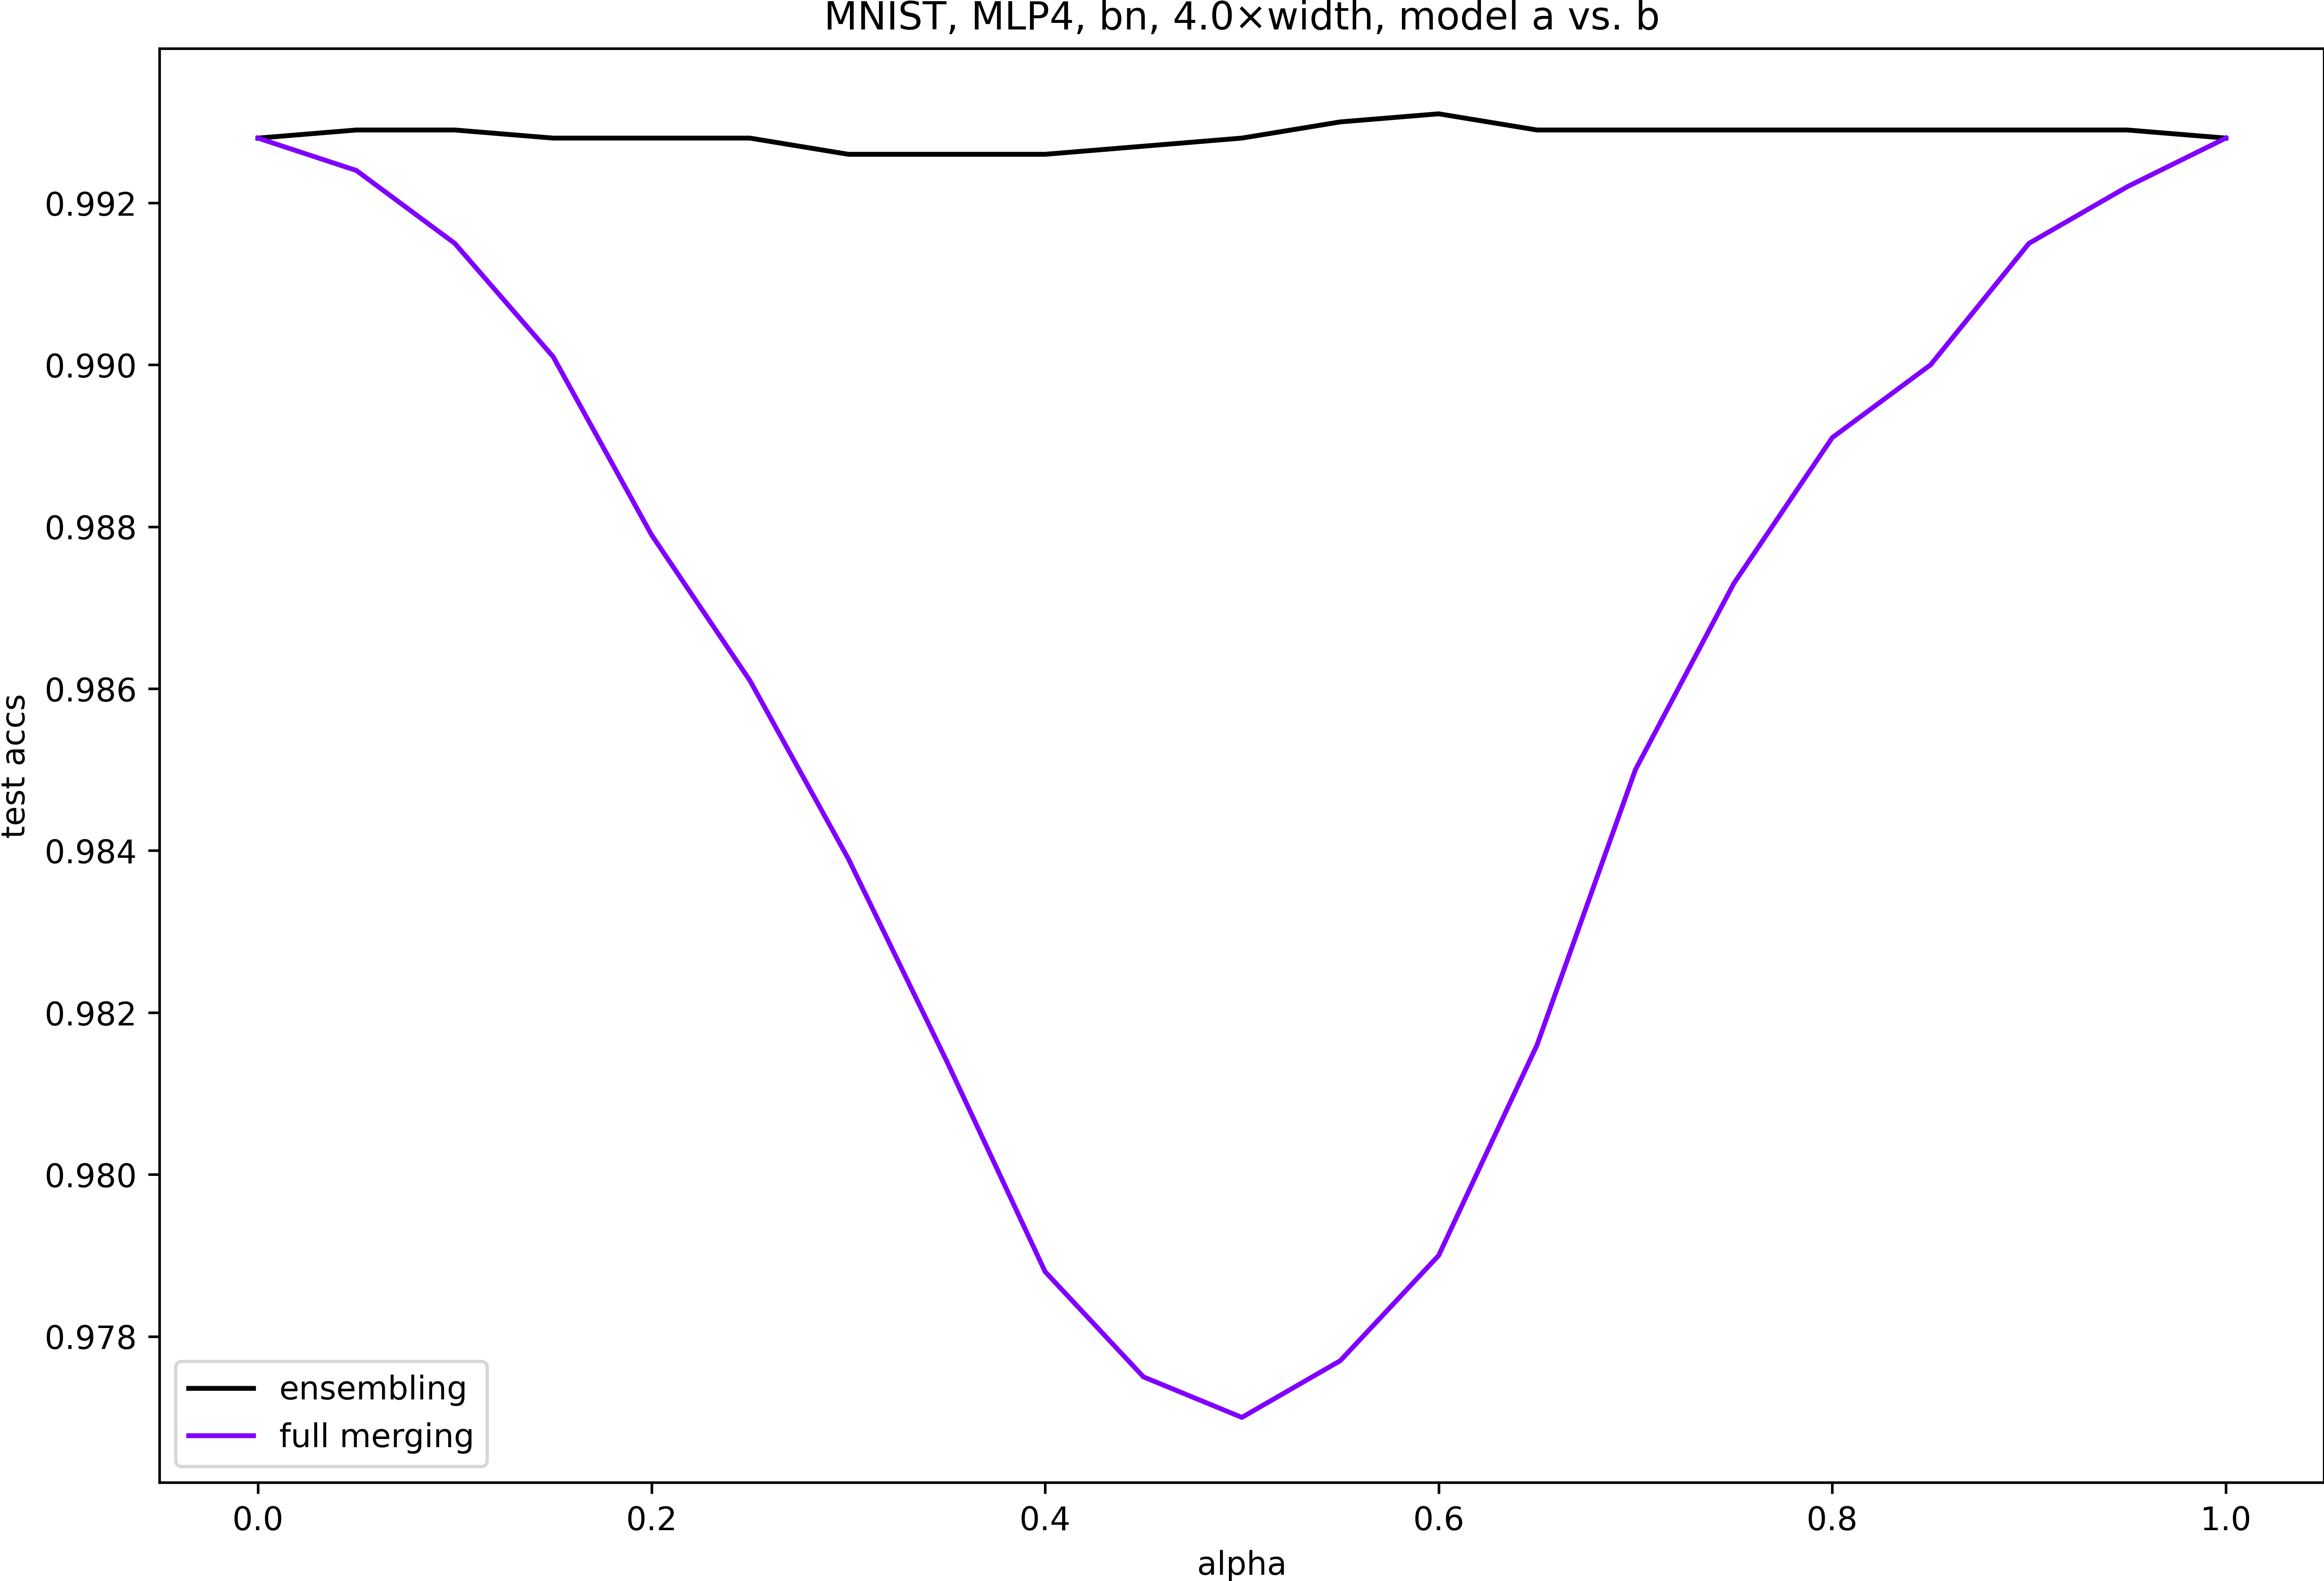 MNIST, MLP4, bn, 4.0×width, model a vs. b
test accs
0.992
0.990
0.988
0.986
0.984
0.982
0.980
0.978
ensembling
full merging
0.0 0.2 0.4 0.6 0.8 1.0
alpha